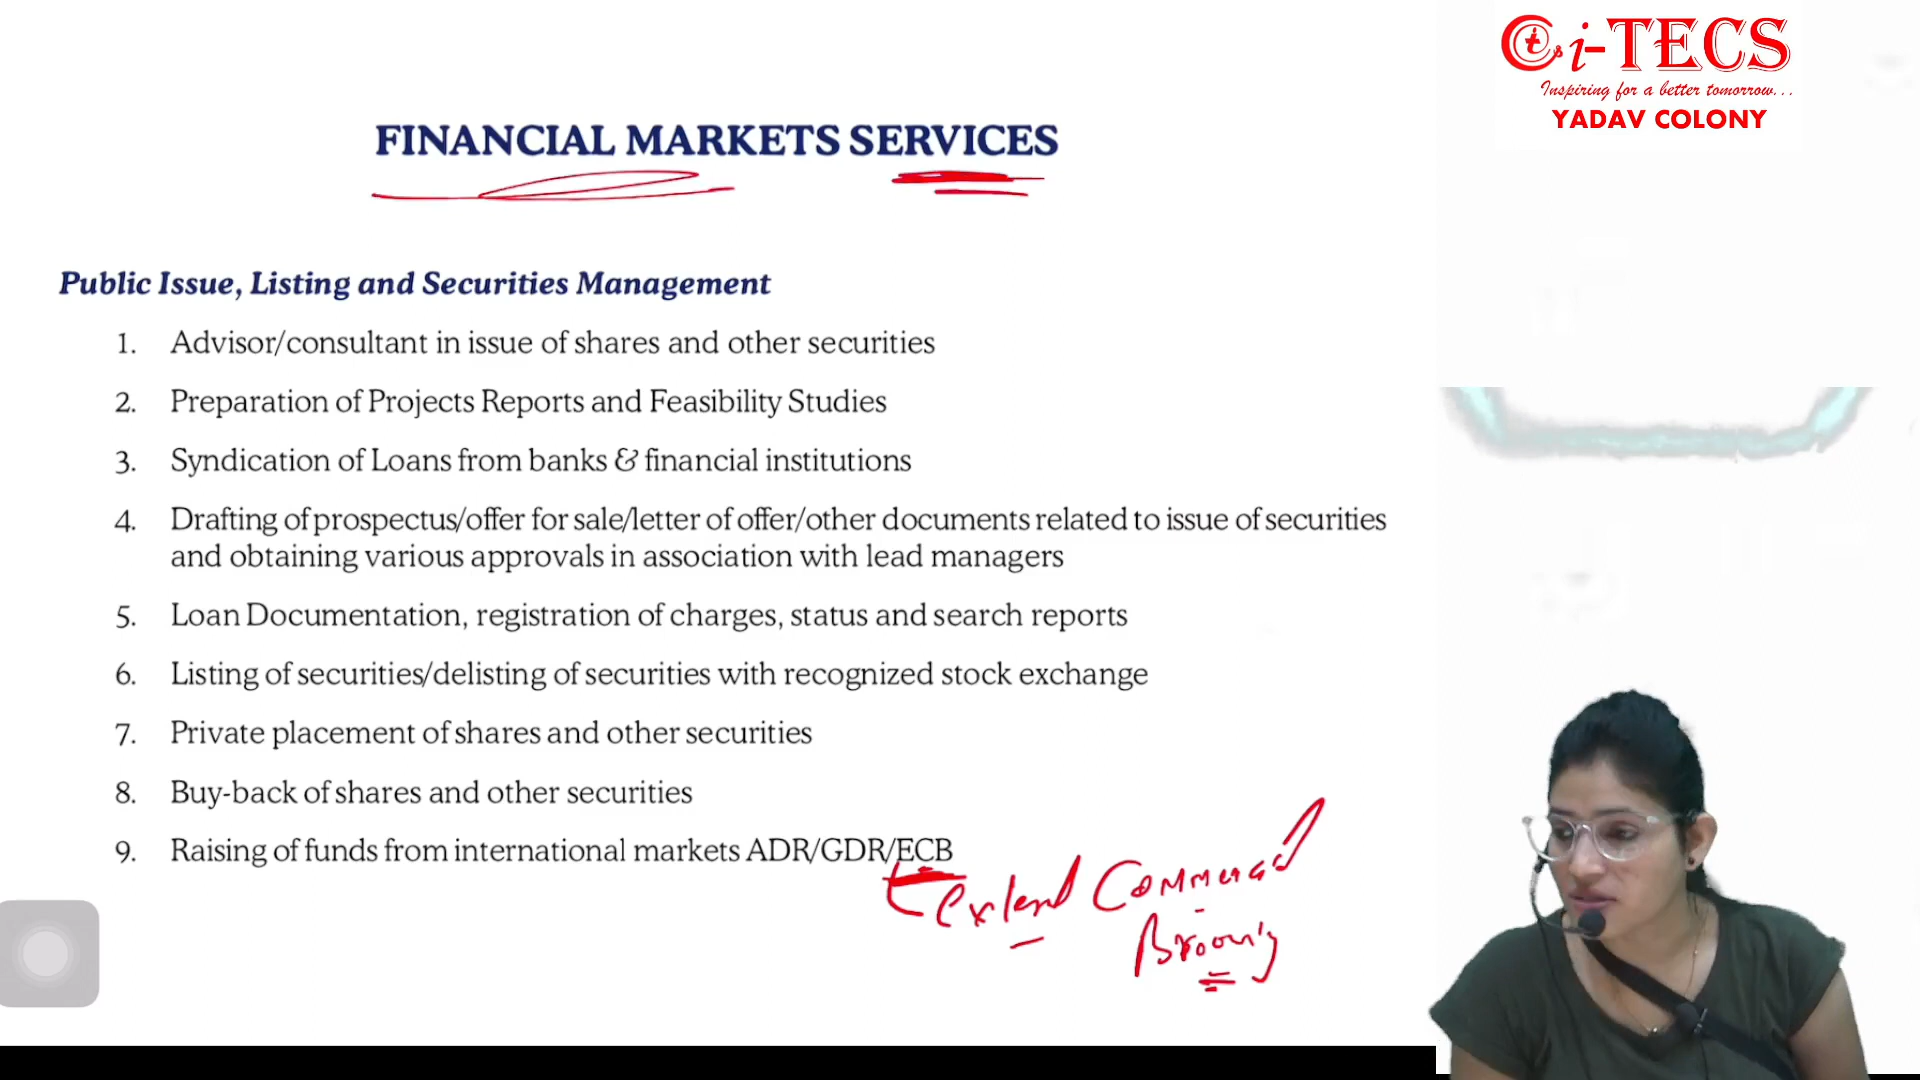 i-TECS
Inspiring for a better tomorrow...
YADAV COLONY
FINANCIAL MARKETS SERVICES
Public Issue, Listing and Securities Management
1. Advisor/consultant in issue of shares and other securities
2. Preparation of Projects Reports and Feasibility Studies
3. Syndication of Loans from banks & financial institutions
4. Drafting of prospectus/offer for sale/letter of offer/other documents related to issue of securities
and obtaining various approvals in association with lead managers
5. Loan Documentation, registration of charges, status and search reports
6. Listing of securities/delisting of securities with recognized stock exchange
7. Private placement of shares and other securities
8. Buy-back of shares and other securities
9. Raising of funds from international markets ADR/GDR/ECB